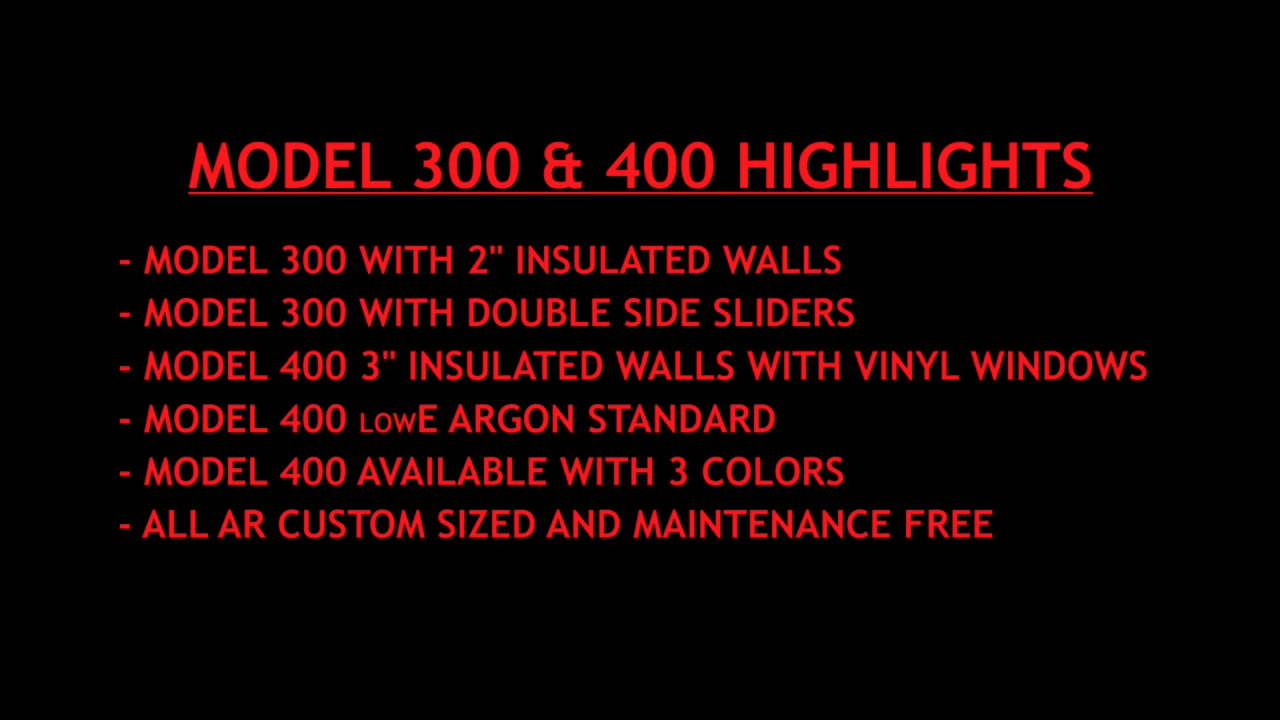 MODEL 300 & 400 HIGHLIGHTS
- MODEL 300 WITH 2" INSULATED WALLS
- MODEL 300 WITH DOUBLE SIDE SLIDERS
- MODEL 400 3" INSULATED WALLS WITH VINYL WINDOWS
- MODEL 400 LOWE ARGON STANDARD
- MODEL 400 AVAILABLE WITH 3 COLORS
- ALL AR CUSTOM SIZED AND MAINTENANCE FREE